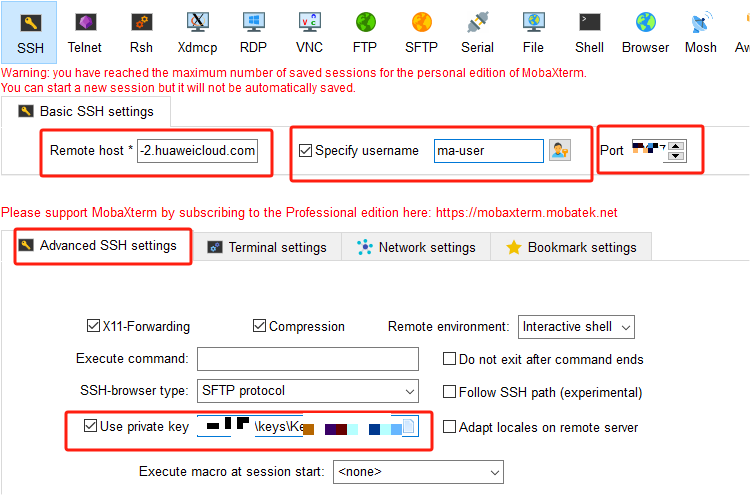 SSH Telnet Rsh Xdmcp RDP VNC FTP SFTP Serial File Shell Browser Mosh Aw
Warning: you have reached the maximum number of saved sessions for the personal edition of MobaXterm.
You can start a new session but it will not be automatically saved.
Basic SSH settings
Remote host * -2.huaweicloud.com Specify username ma-user Port
Please support MobaXterm by subscribing to the Professional edition here: https://mobaxterm.mobatek.net
Advanced SSH settings Terminal settings Network settings Bookmark settings
X11-Forwarding Compression Remote environment: Interactive shell
Execute command: Do not exit after command ends
SSH-browser type: SFTP protocol Follow SSH path (experimental)
Use private key \keys\Ke Adapt locales on remote server
Execute macro at session start: <none>